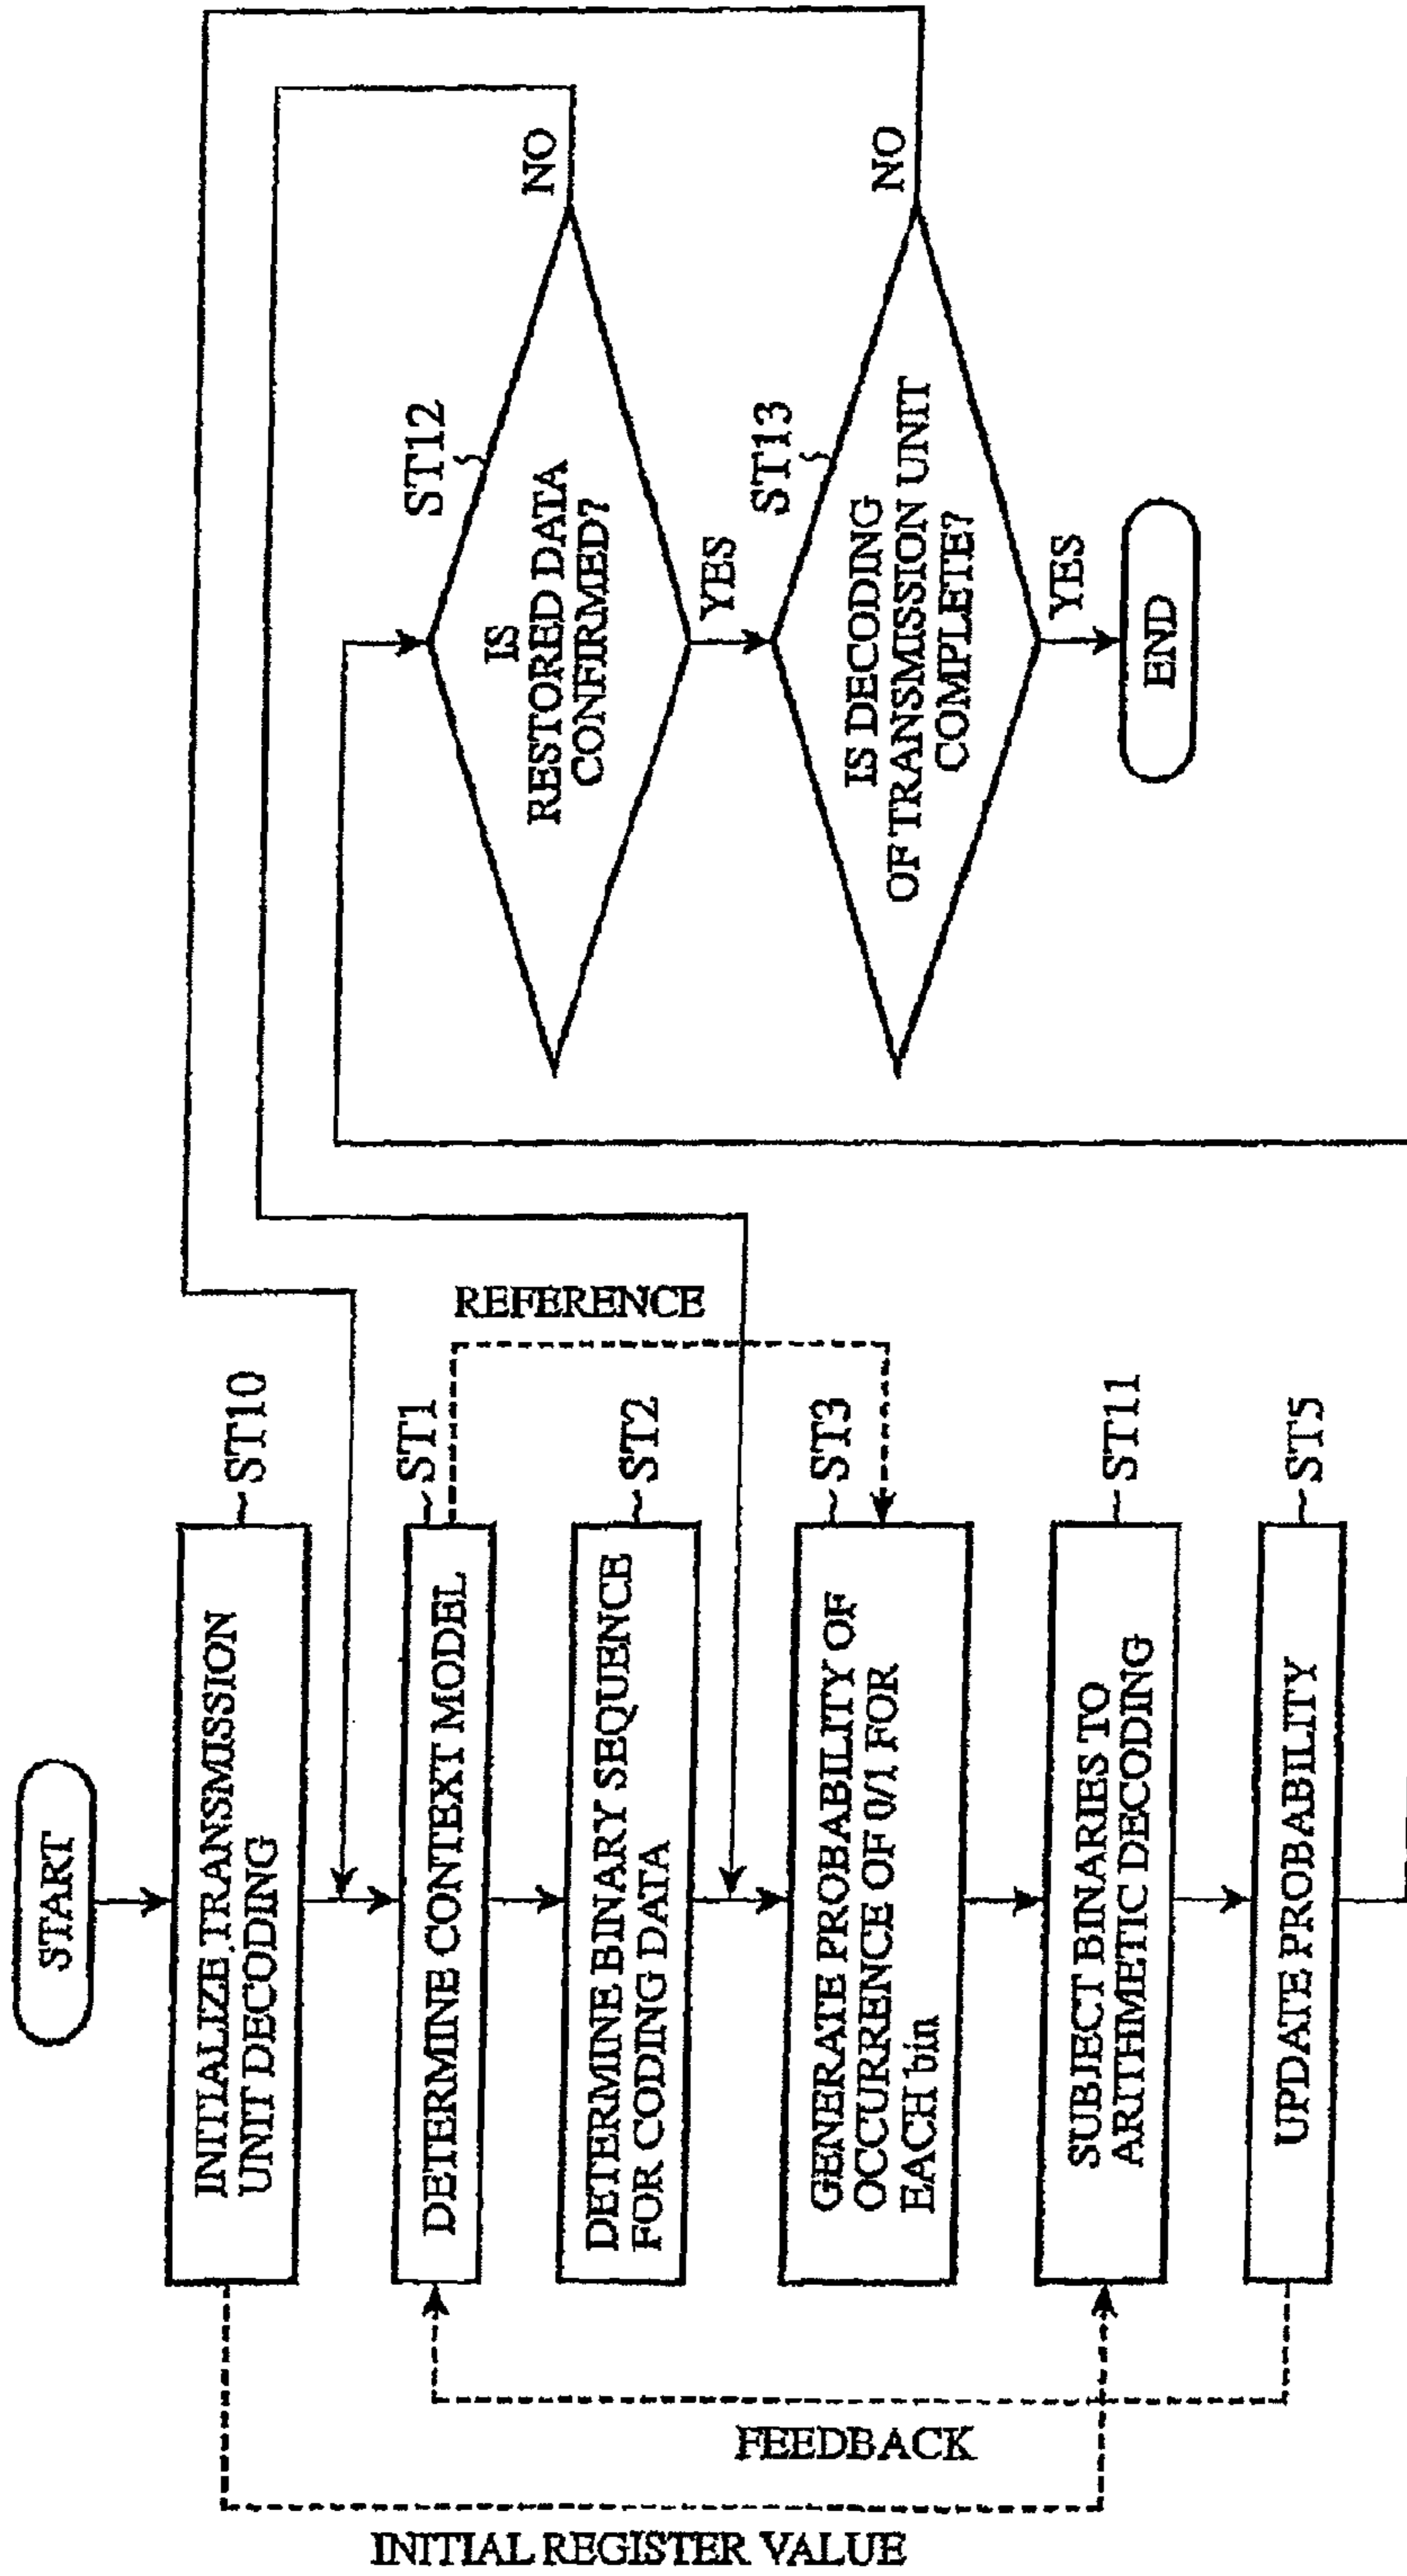 START
INITIALIZE TRANSMISSION
UNIT DECODING
ST10
DETERMINE CONTEXT MODEL
ST1
REFERENCE
DETERMINE BINARY SEQUENCE
FOR CODING DATA
ST2
GENERATE PROBABILITY OF
OCCURRENCE OF 0/1 FOR
EACH bin
ST3
SUBJECT BINARIES TO
ARITHMETIC DECODING
ST11
UPDATE PROBABILITY
ST5
FEEDBACK
INITIAL REGISTER VALUE
ST12
IS
RESTORED DATA
CONFIRMED?
NO
YES
ST13
IS DECODING
OF TRANSMISSION UNIT
COMPLETE?
NO
YES
END